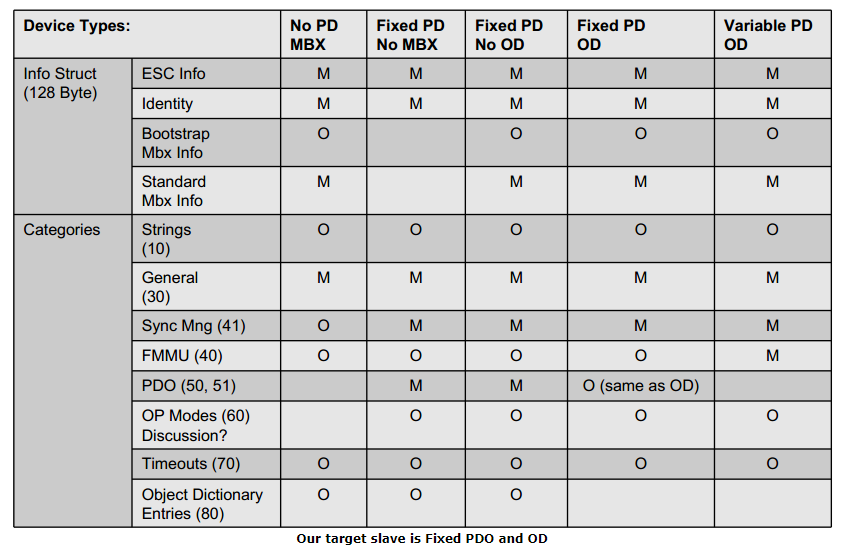 Device Types: No PD MBX Fixed PD No MBX Fixed PD No OD Fixed PD OD Variable PD OD
Info Struct (128 Byte) ESC Info M M M M M
Identity M M M M M
Bootstrap Mbx Info O O O O
Standard Mbx Info M M M M
Categories Strings (10) O O O O O
General (30) M M M M M
Sync Mng (41) O M M M M
FMMU (40) O O O O M
PDO (50, 51) M M O (same as OD)
OP Modes (60) Discussion? O O O O
Timeouts (70) O O O O O
Object Dictionary Entries (80) O O O
Our target slave is Fixed PDO and OD